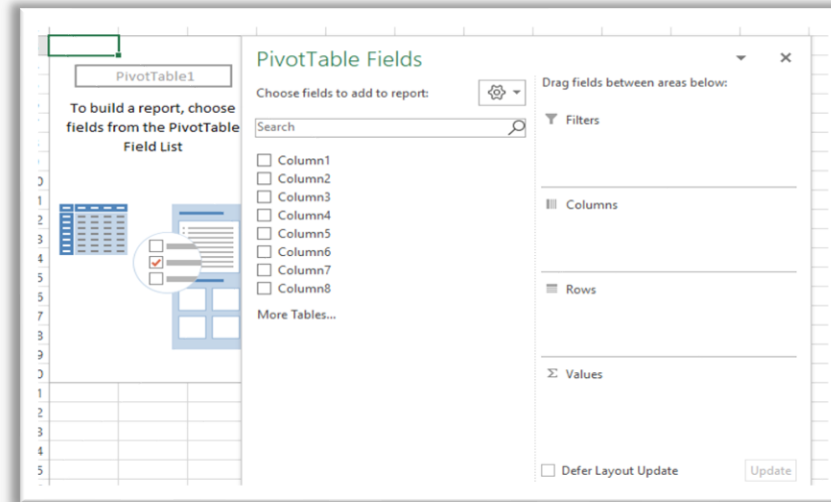 PivotTable1
To build a report, choose
fields from the PivotTable
Field List
PivotTable Fields
Choose fields to add to report:
Search
Column1
Column2
Column3
Column4
Column5
Column6
Column7
Column8
More Tables...
Drag fields between areas below:
Filters
Columns
Rows
Σ Values
Defer Layout Update
Update